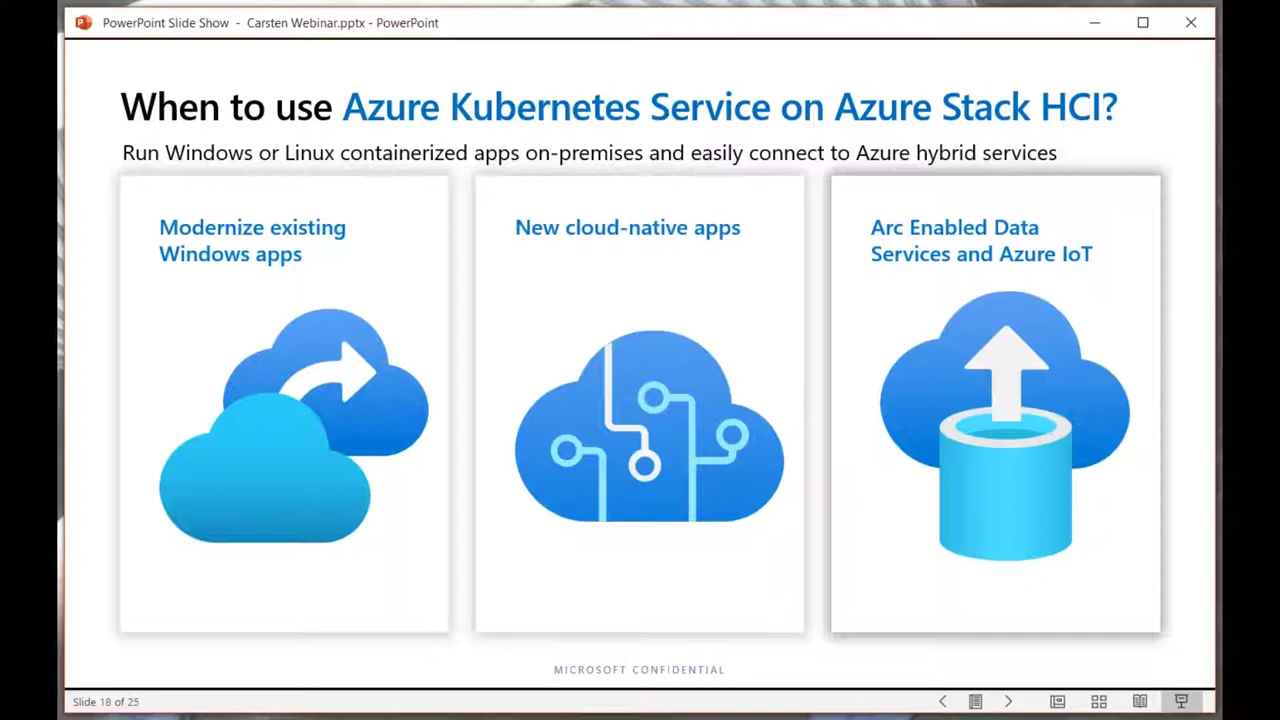 PowerPoint Slide Show - Carsten Webinar.pptx - PowerPoint
When to use Azure Kubernetes Service on Azure Stack HCI?
Run Windows or Linux containerized apps on-premises and easily connect to Azure hybrid services
Modernize existing
Windows apps
New cloud-native apps
Arc Enabled Data
Services and Azure IoT
MICROSOFT CONFIDENTIAL
Slide 18 of 25